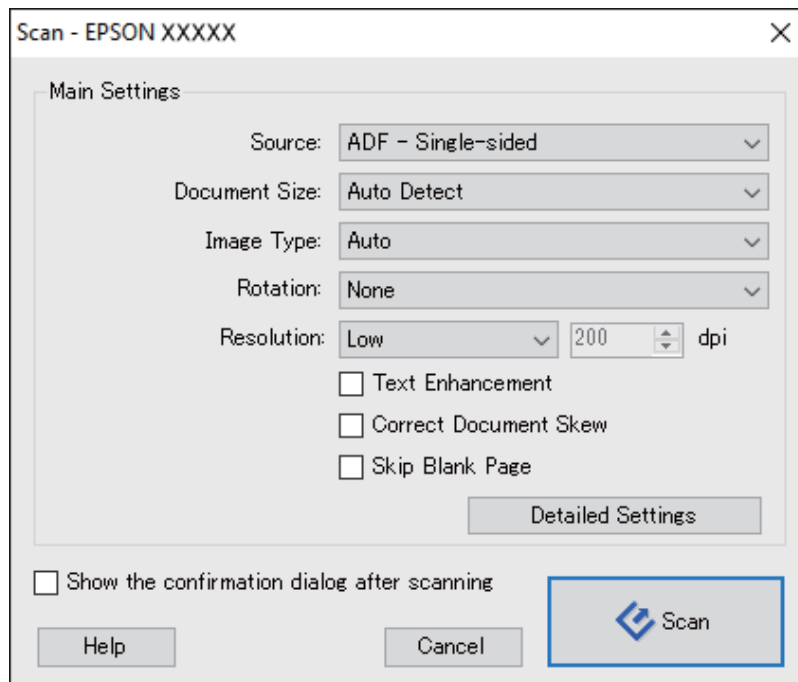 Scan - EPSON XXXXX
Main Settings
Source: ADF - Single-sided
Document Size: Auto Detect
Image Type: Auto
Rotation: None
Resolution: Low 200 dpi
Text Enhancement
Correct Document Skew
Skip Blank Page
Detailed Settings
Show the confirmation dialog after scanning
Help Cancel Scan